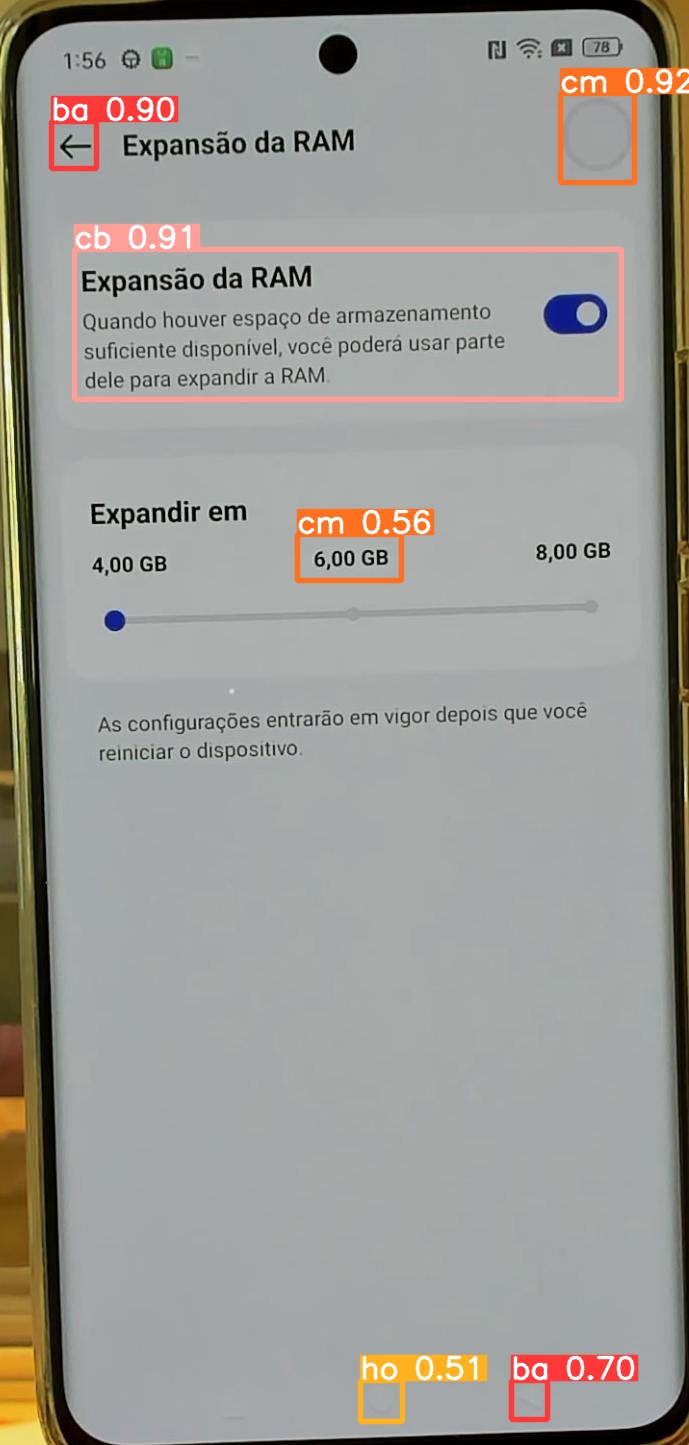 1:56
78
cm 0.92
ba 0.90
Expansão da RAM
cb 0.91
Expansão da RAM
Quando houver espaço de armazenamento
suficiente disponível, você poderá usar parte
dele para expandir a RAM.
Expandir em
cm 0.56
4,00 GB
6,00 GB
8,00 GB
As configurações entrarão em vigor depois que você
reiniciar o dispositivo.
ho 0.51
ba 0.70